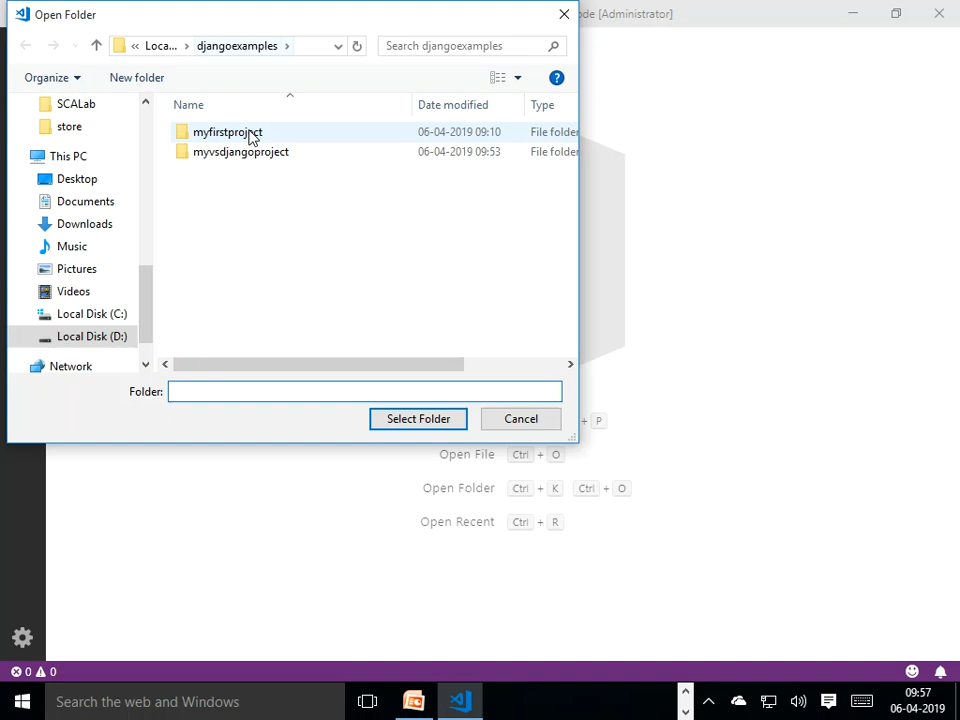 Open Folder
ode [Administrator]
« Loca... › djangoexamples ›
Search djangoexamples
Organize
New folder
?
Name
Date modified
Type
SCALab
store
This PC
Desktop
Documents
Downloads
Music
Pictures
Videos
Local Disk (C:)
Local Disk (D:)
Network
myfirstproject
06-04-2019 09:10
File folder
myvsdjangoproject
06-04-2019 09:53
File folder
Folder:
Select Folder
Cancel
+ P
Open File Ctrl + O
Open Folder Ctrl + K Ctrl + O
Open Recent Ctrl + R
0 0
Search the web and Windows
09:57
06-04-2019